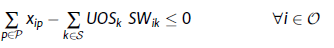 ∑_{p∈𝒫} x_{ip} − ∑_{k∈𝒮} UOS_k SW_{ik} ≤ 0 ∀i ∈ 𝒪